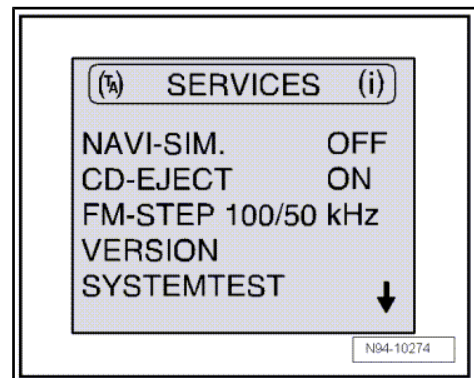 (TA) SERVICES (i)
NAVI-SIM. OFF
CD-EJECT ON
FM-STEP 100/50 kHz
VERSION
SYSTEMTEST
N94-10274